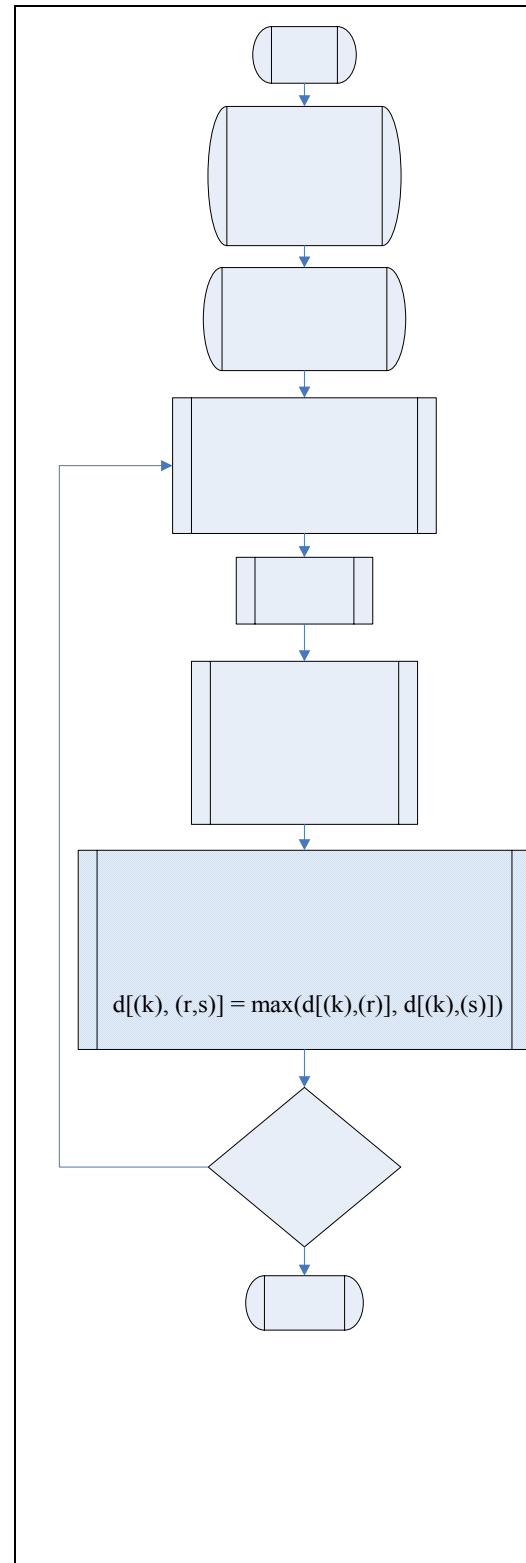 d[(k), (r,s)] = max(d[(k),(r)], d[(k),(s)])